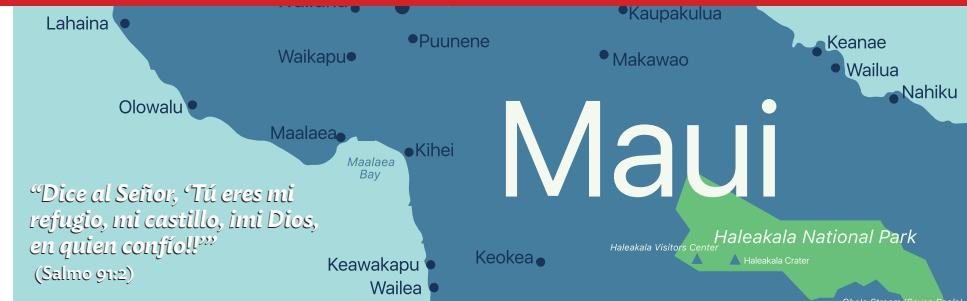 Lahaina
Kaupakulua
Puunene
Keanae
Waikapu
Makawao
Wailua
Nahiku
Olowalu
Maui
Maalaea
Kihei
Maalaea
Bay
“Dice al Señor, ‘Tú eres mi
refugio, mi castillo, ¡mi Dios,
en quien confío!!’”
(Salmo 91:2)
Haleakala National Park
Haleakala Visitors Center
Keokea
Haleakala Crater
Keawakapu
Wailea